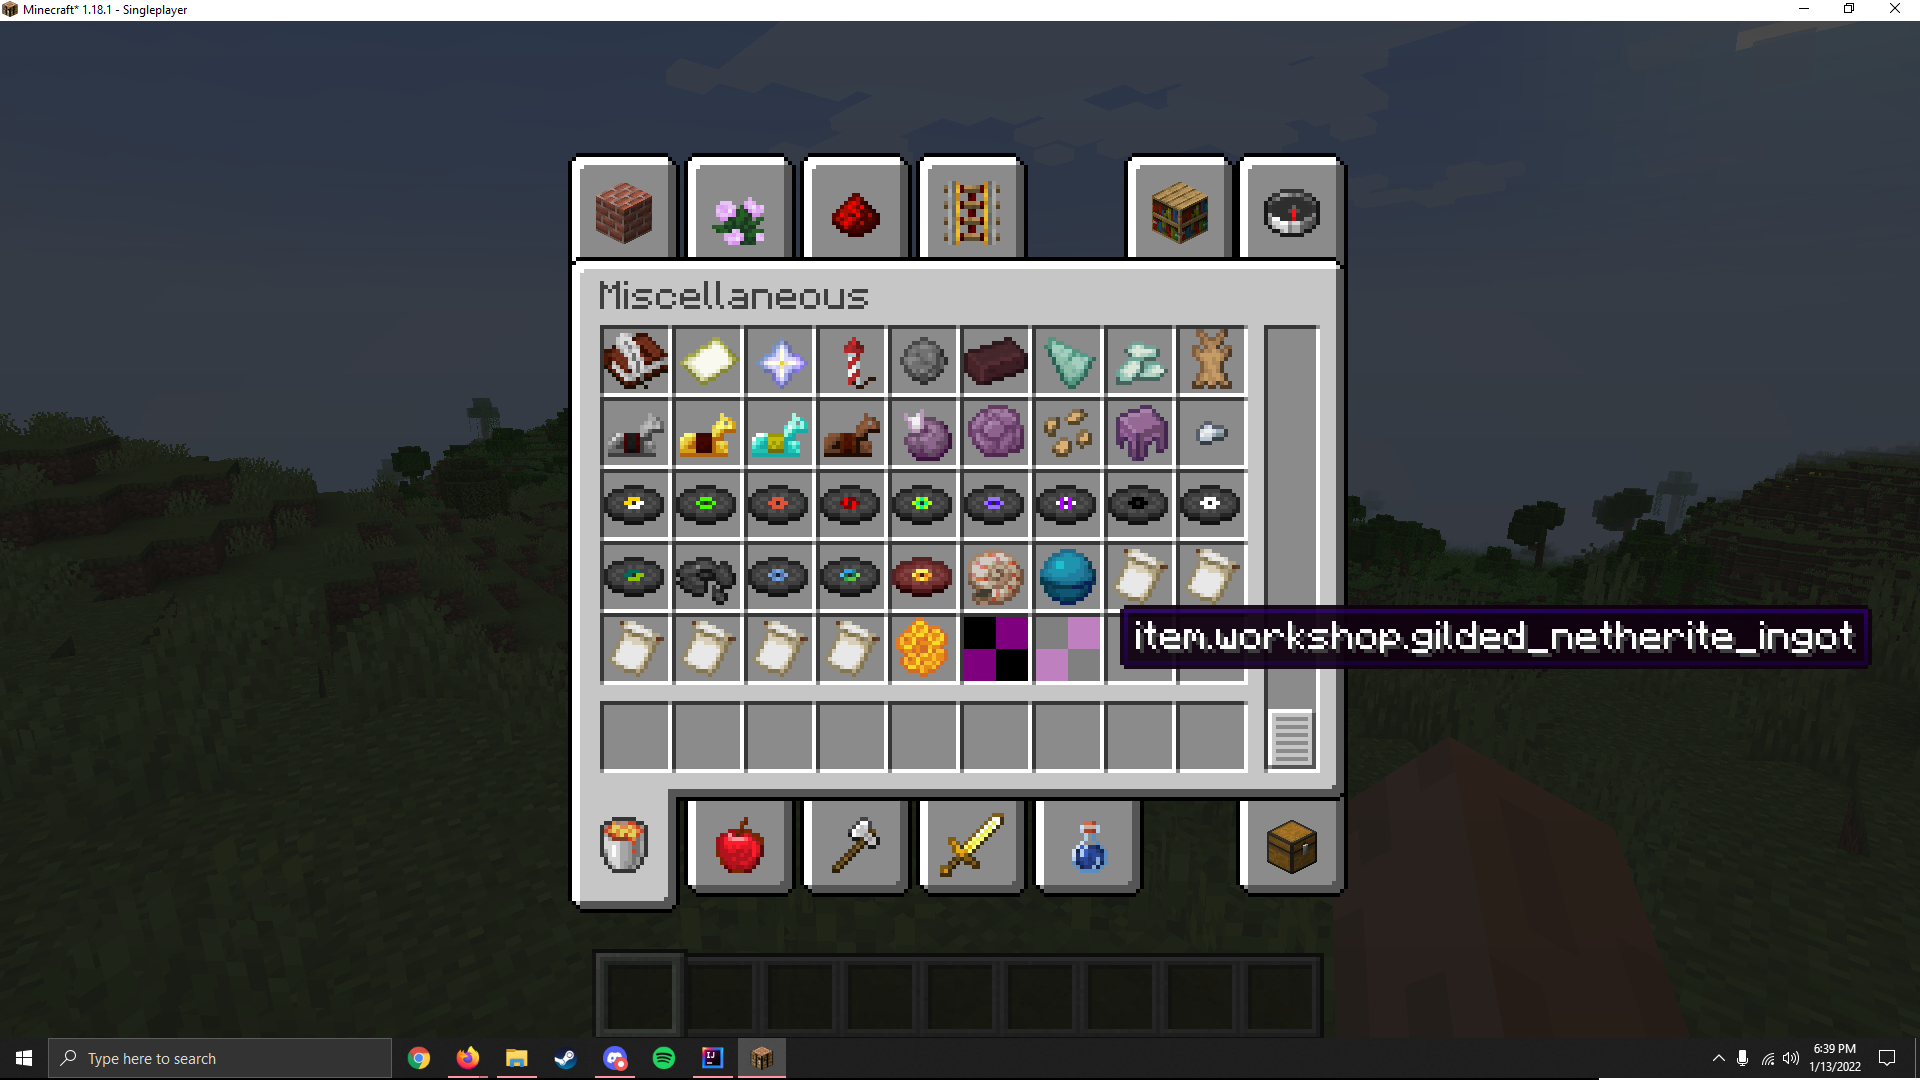 Minecraft* 1.18.1 - Singleplayer
Miscellaneous
item.workshop.gilded_netherite_ingot
Type here to search
6:39 PM
1/13/2022